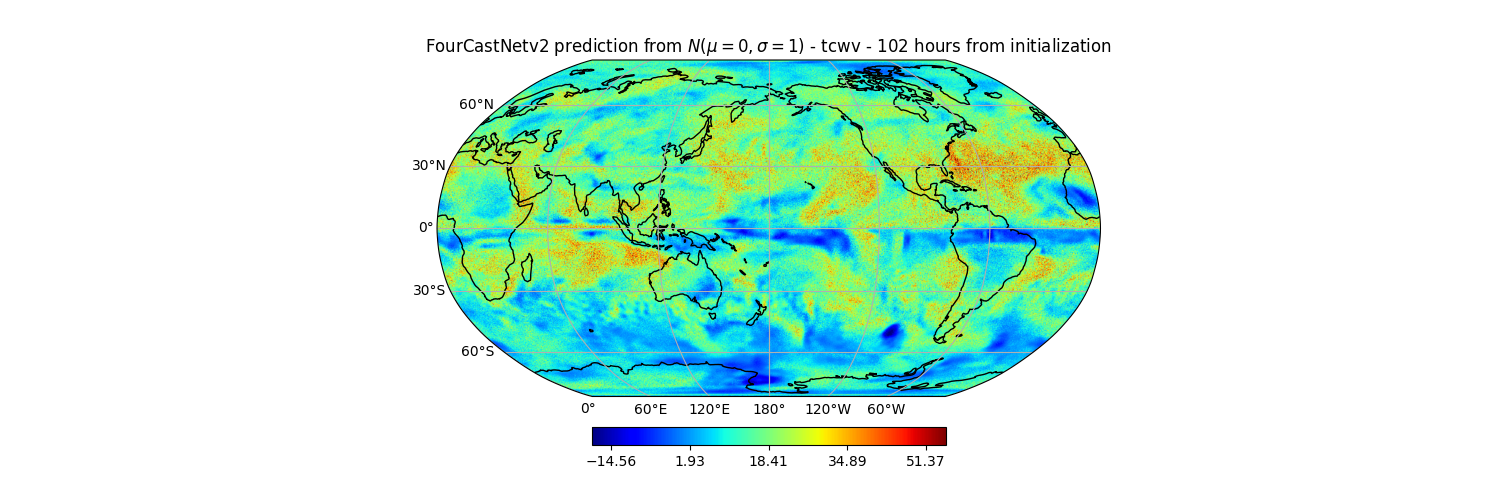 FourCastNetv2 prediction from N(μ = 0, σ = 1) - tcwv - 102 hours from initialization
60°N
30°N
0°
30°S
60°S
0° 60°E 120°E 180° 120°W 60°W
−14.56 1.93 18.41 34.89 51.37